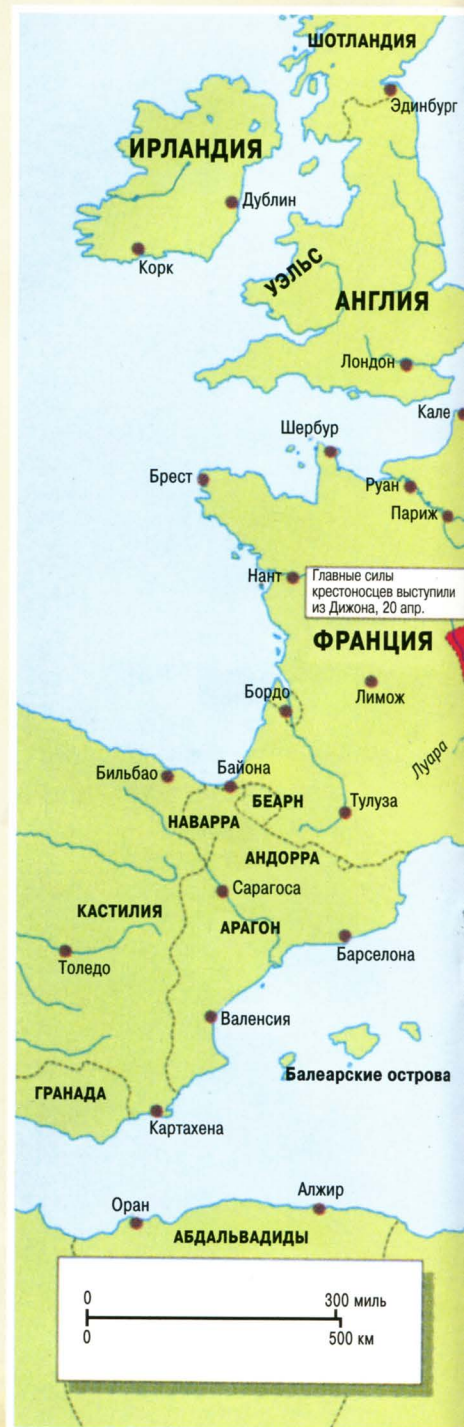 ШОТЛАНДИЯ
Эдинбург
ИРЛАНДИЯ
Дублин
Корк
УЭЛЬС
АНГЛИЯ
Лондон
Кале
Шербур
Брест
Руан
Париж
Нант
Главные силы
крестоносцев выступили
из Дижона, 20 апр.
ФРАНЦИЯ
Лимож
Бордо
Луара
Бильбао
Байона
БЕАРН
Тулуза
НАВАРРА
АНДОРРА
Сарагоса
КАСТИЛИЯ
АРАГОН
Барселона
Толедо
Валенсия
Балеарские острова
ГРАНАДА
Картахена
Оран
Алжир
АБДАЛЬВАДИДЫ
0 300 миль
0 500 км